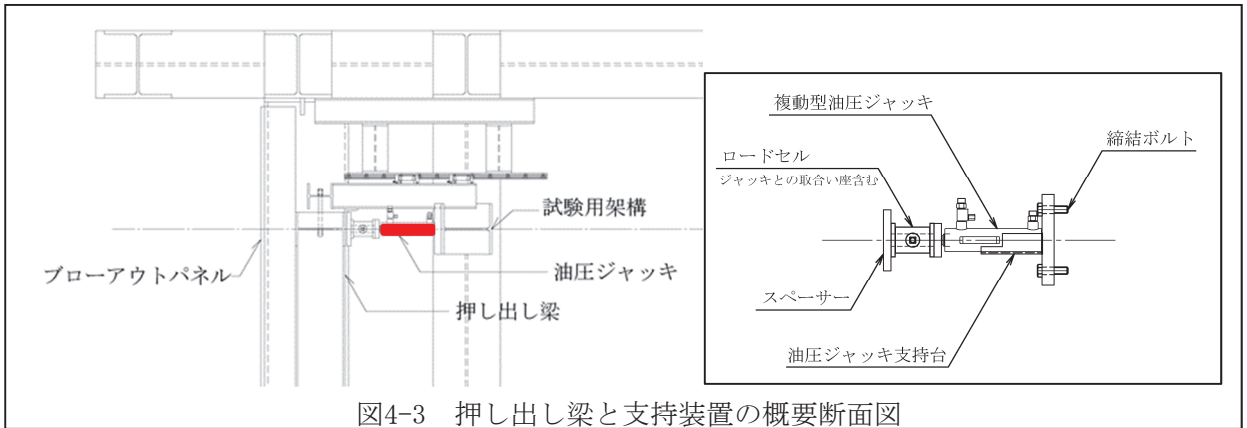 試験用架構
ブローアウトパネル
油圧ジャッキ
押し出し梁
複動型油圧ジャッキ
締結ボルト
ロードセル
ジャッキとの取合い座含む
スペーサー
油圧ジャッキ支持台
図4-3 押し出し梁と支持装置の概要断面図